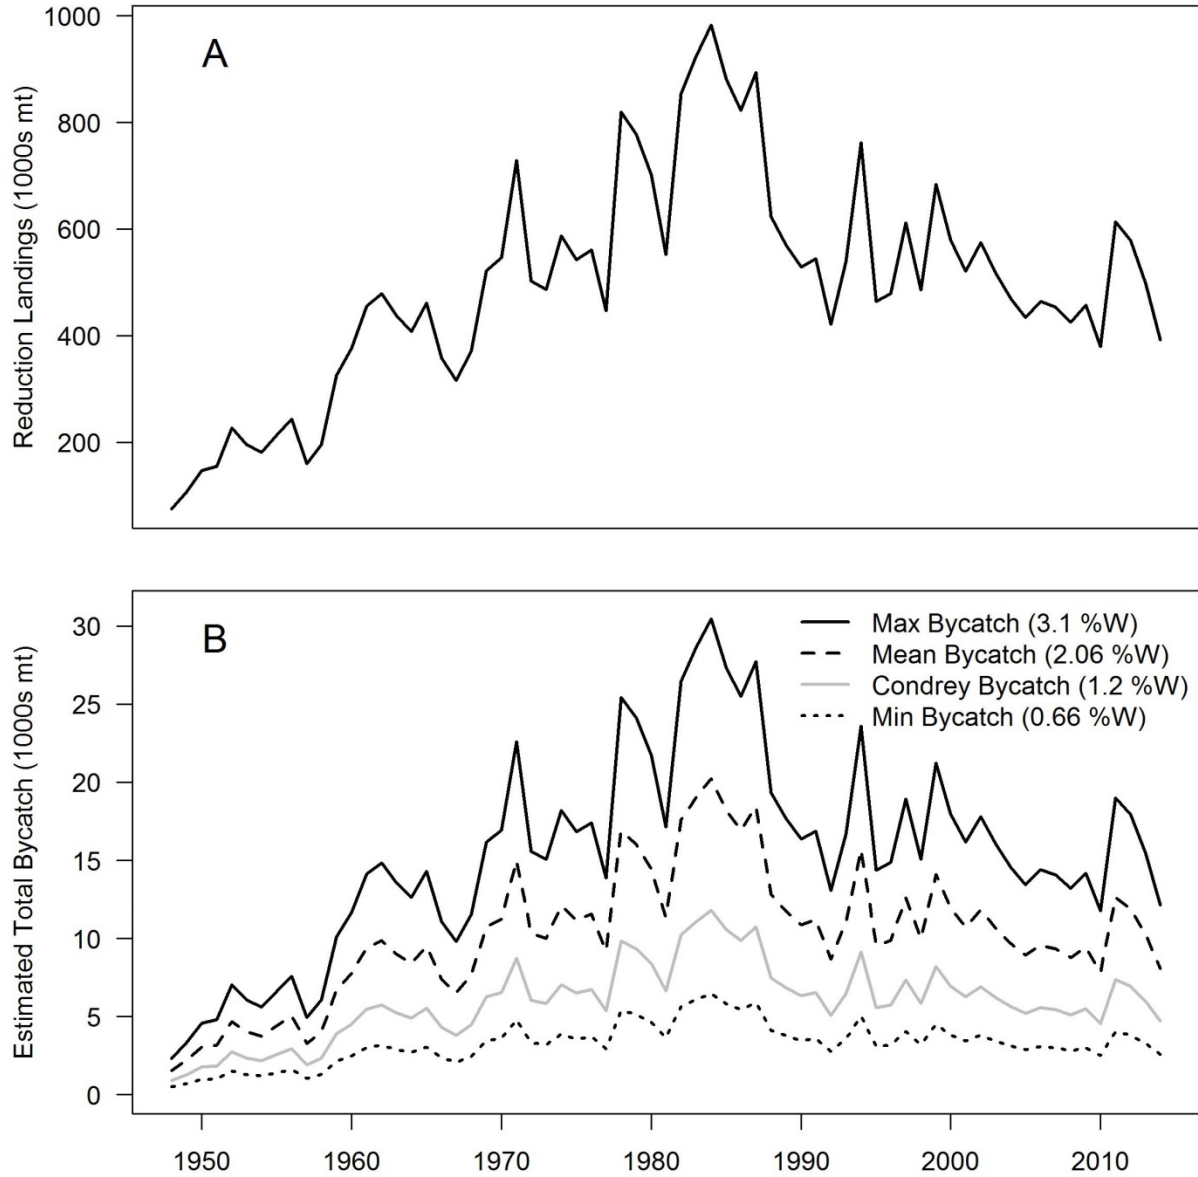 A
Reduction Landings (1000s mt)
1000
800
600
400
200
B
Estimated Total Bycatch (1000s mt)
30
25
20
15
10
5
0
Max Bycatch (3.1 %W)
Mean Bycatch (2.06 %W)
Condrey Bycatch (1.2 %W)
Min Bycatch (0.66 %W)
1950 1960 1970 1980 1990 2000 2010